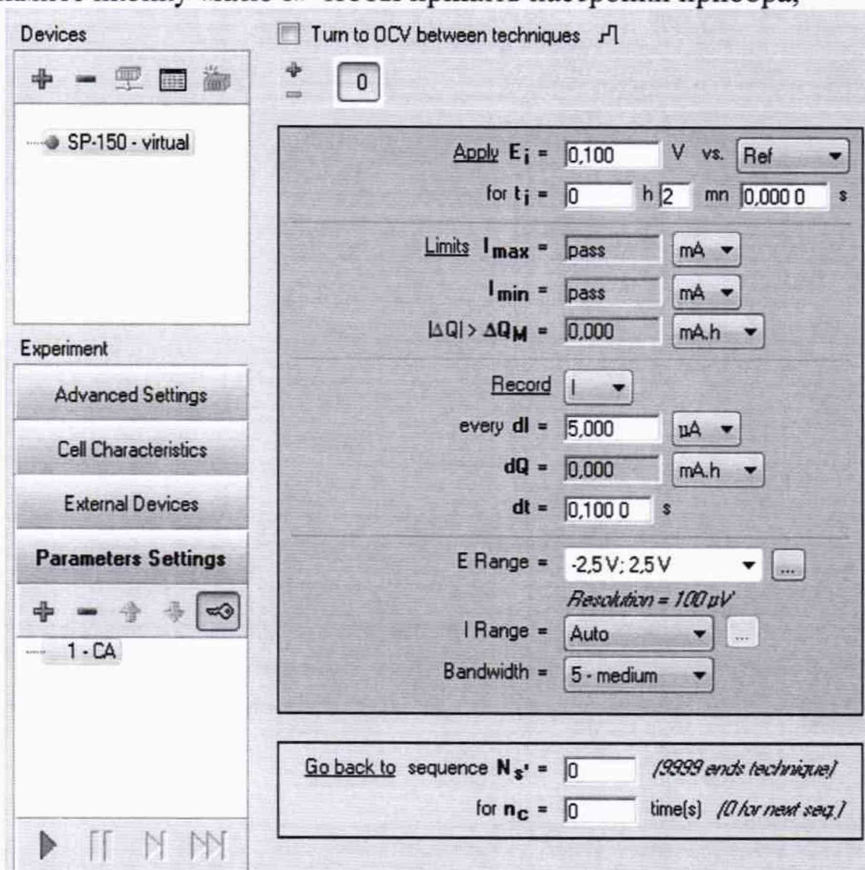 настройки прибора,
Devices
Turn to OCV between techniques
0
SP-150 - virtual
Apply Ei = 0,100 V vs. Ref
for ti = 0 h 2 mn 0,000 0 s
Limits Imax = pass mA
Imin = pass mA
|ΔQ| > ΔQM = 0,000 mA.h
Experiment
Advanced Settings
Cell Characteristics
External Devices
Parameters Settings
1 - CA
Record I
every dI = 5,000 µA
dQ = 0,000 mA.h
dt = 0,100 0 s
E Range = -2,5 V; 2,5 V ...
Resolution = 100 µV
I Range = Auto ...
Bandwidth = 5 - medium
Go back to sequence Ns' = 0 (9999 ends technique)
for nc = 0 time(s) (0 for next seq.)